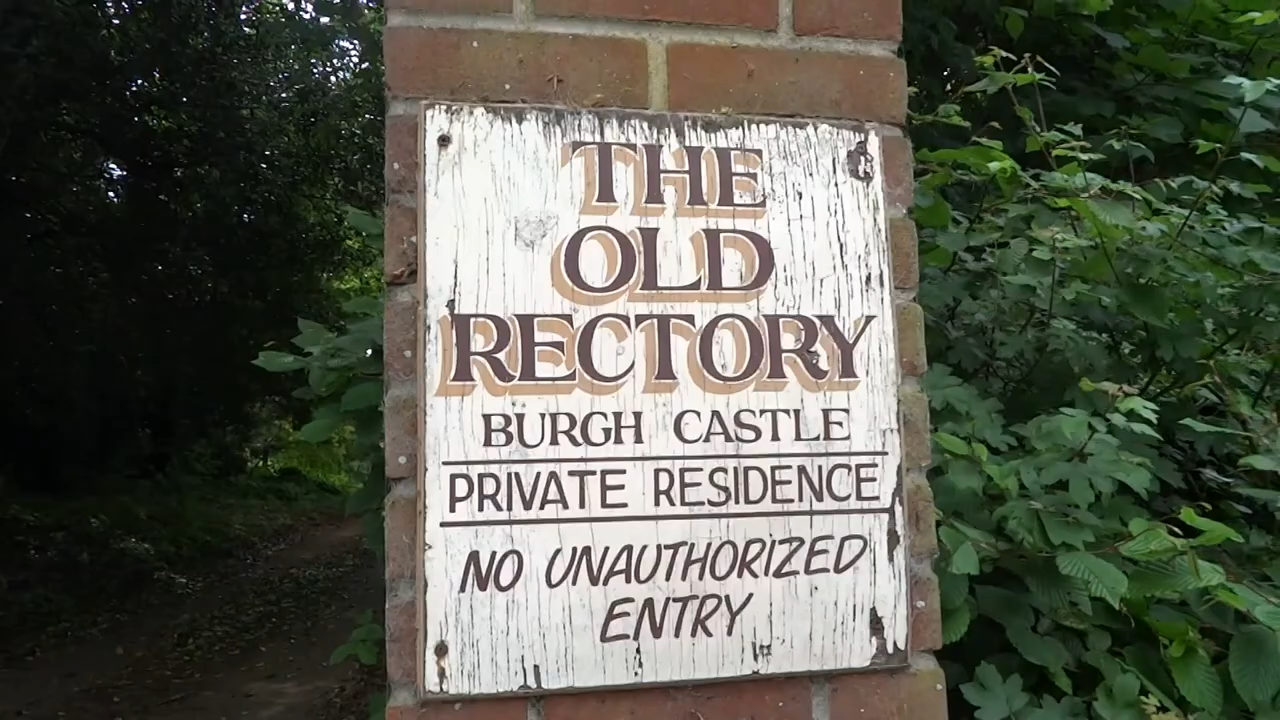 THE
OLD
RECTORY
BURGH CASTLE
PRIVATE RESIDENCE
NO UNAUTHORIZED
ENTRY